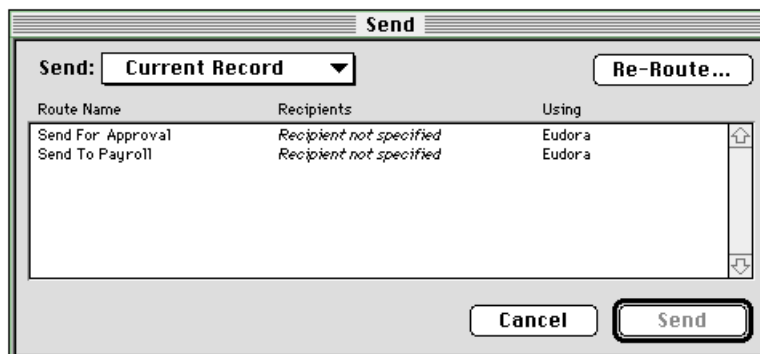 Send
Send: Current Record Re-Route...
Route Name Recipients Using
Send For Approval Recipient not specified Eudora
Send To Payroll Recipient not specified Eudora
Cancel Send